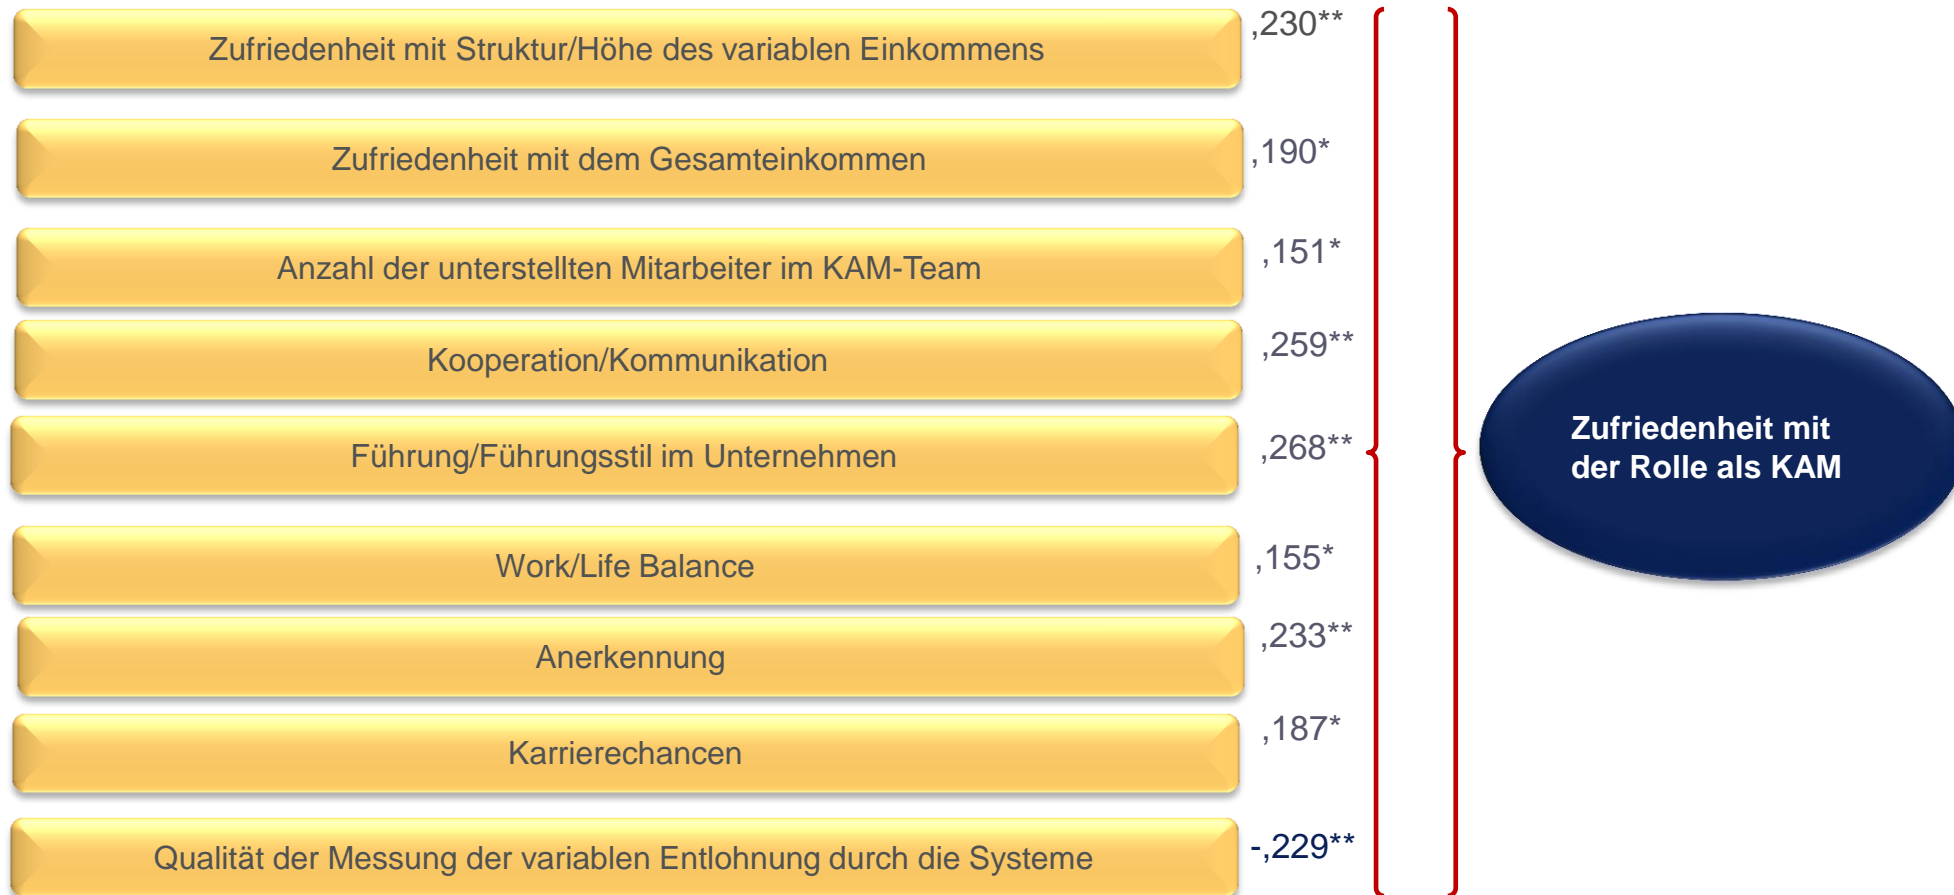 Zufriedenheit mit Struktur/Höhe des variablen Einkommens ,230**
Zufriedenheit mit dem Gesamteinkommen ,190*
Anzahl der unterstellten Mitarbeiter im KAM-Team ,151*
Kooperation/Kommunikation ,259**
Führung/Führungsstil im Unternehmen ,268**
Work/Life Balance ,155*
Anerkennung ,233**
Karrierechancen ,187*
Qualität der Messung der variablen Entlohnung durch die Systeme -,229**
Zufriedenheit mit
der Rolle als KAM